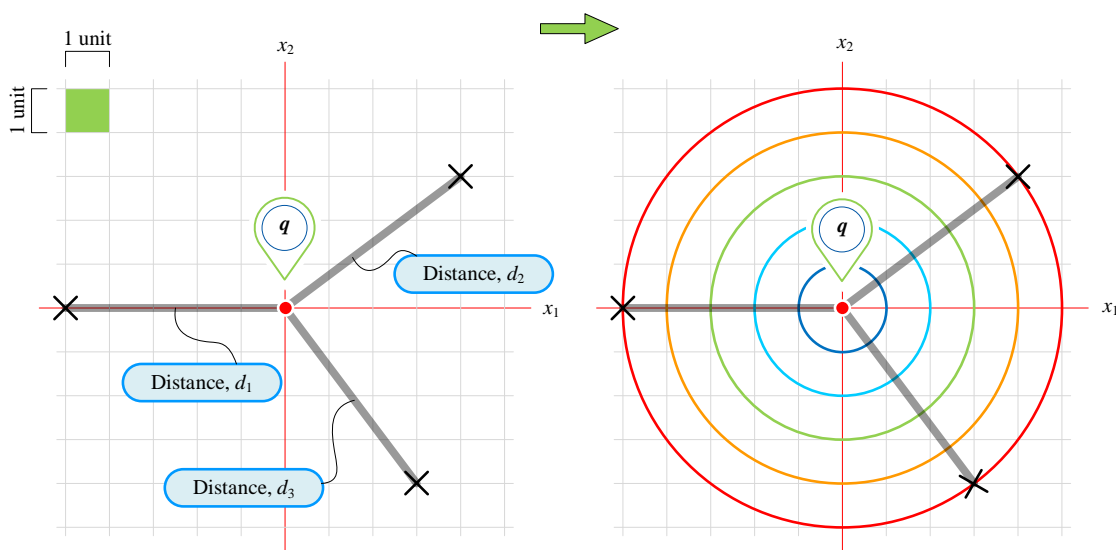 1 unit
1 unit
x₂
q
Distance, d₂
x₁
Distance, d₁
Distance, d₃
x₂
q
x₁